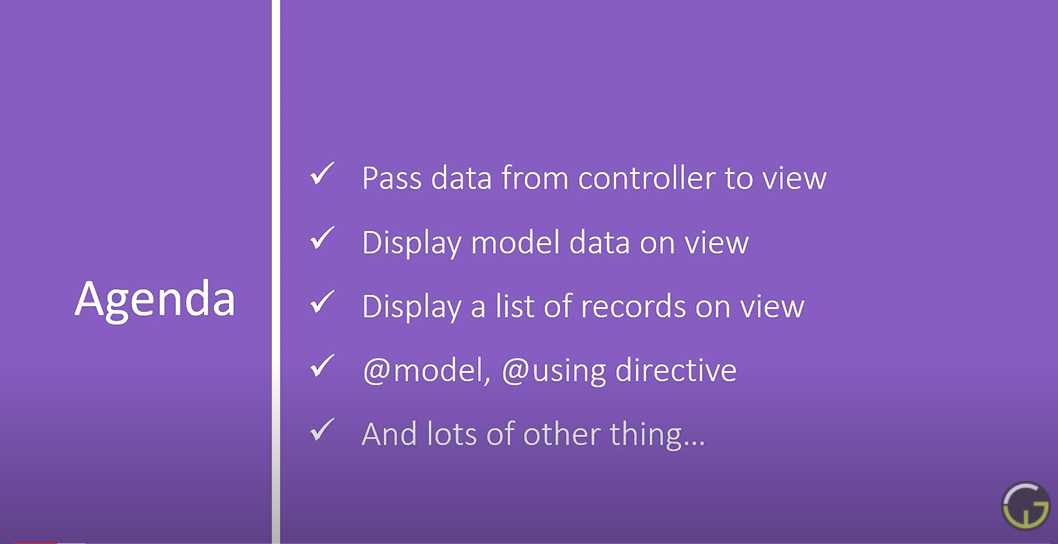 Agenda
Pass data from controller to view
Display model data on view
Display a list of records on view
@model, @using directive
And lots of other thing...